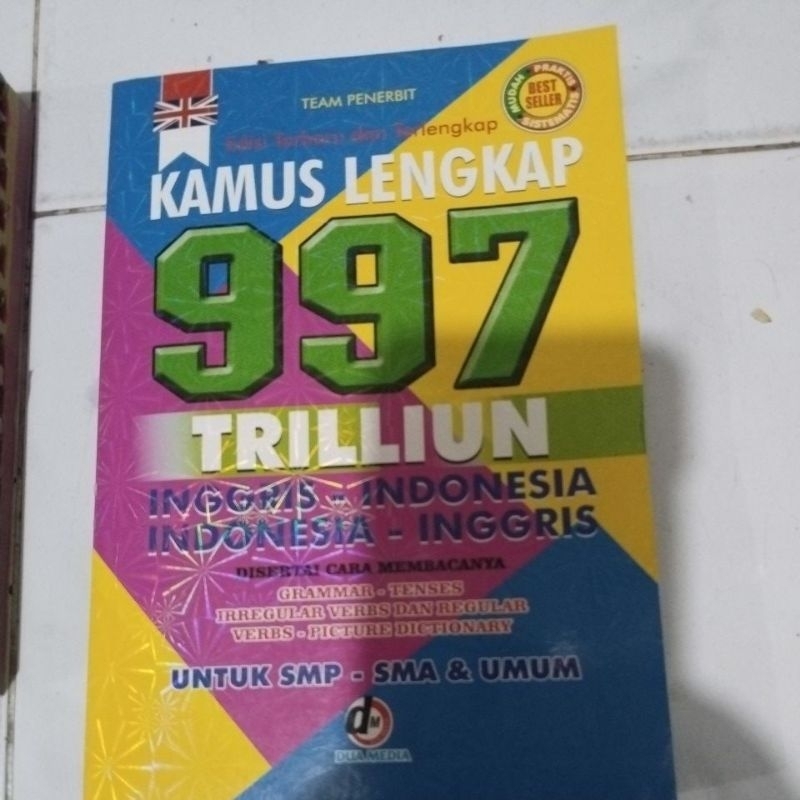 TEAM PENERBIT
MUDAH PRAKTIS SISTEMATIS
BEST
SELLER
Edisi Terbaru dan Terlengkap
KAMUS LENGKAP
997
TRILLIUN
INGGRIS - INDONESIA
INDONESIA - INGGRIS
DISERTAI CARA MEMBACANYA
GRAMMAR - TENSES
IRREGULAR VERBS DAN REGULAR
VERBS - PICTURE DICTIONARY
UNTUK SMP - SMA & UMUM
dM
DUA MEDIA